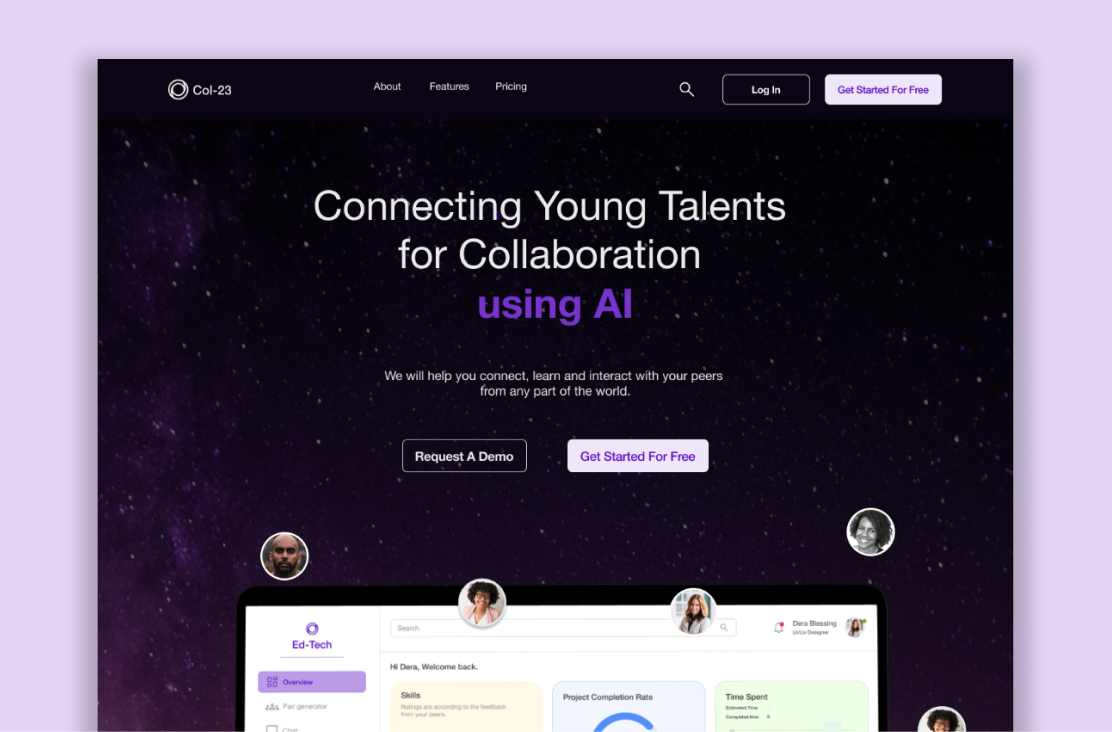 Col-23
About
Features
Pricing
Log In
Get Started For Free
Connecting Young Talents
for Collaboration
using AI
We will help you connect, learn and interact with your peers
from any part of the world.
Request A Demo
Get Started For Free
Ed-Tech
Search
Dera Blessing
UI/Ux Designer
Hi Dera, Welcome back.
Overview
Pair generator
Chat
Skills
Ratings are according to the feedback
from your peers.
Project Completion Rate
Time Spent
Estimated Time
Completed time